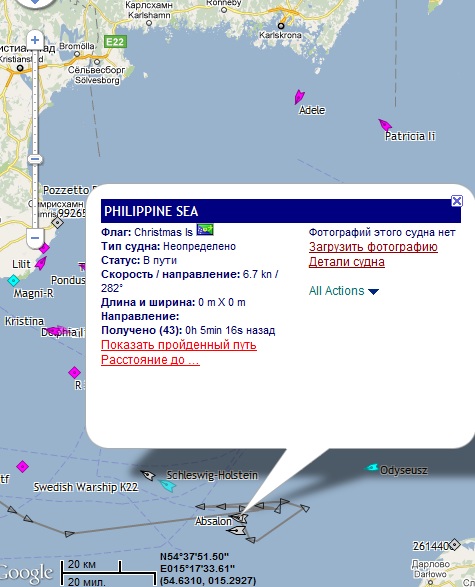 Карлсхамн
Karlshamn
Ronneby
Карлскрона
Karlskrona
E22
Bromölla
Kristianstad
Сёльвесборг
Sölvesborg
Adele
Patricia Ii
Pozzetto
99265
Lilit
Magni-R
Pondus
Kristina
Delphia I
R
PHILIPPINE SEA
Флаг: Christmas Is
Тип судна: Неопределено
Статус: В пути
Скорость / направление: 6.7 kn /
282°
Длина и ширина: 0 m X 0 m
Направление:
Получено (43): 0h 5min 16s назад
Показать пройденный путь
Расстояние до ...
Фотографий этого судна нет
Загрузить фотографию
Детали судна
All Actions
tf
Schleswig-Holstein
Odyseusz
Swedish Warship K22
Absalon
261440
Дарлово
Darłowo
Google
20 км
20 мил.
N54°37'51.50"
E015°17'33.61"
(54.6310, 015.2927)